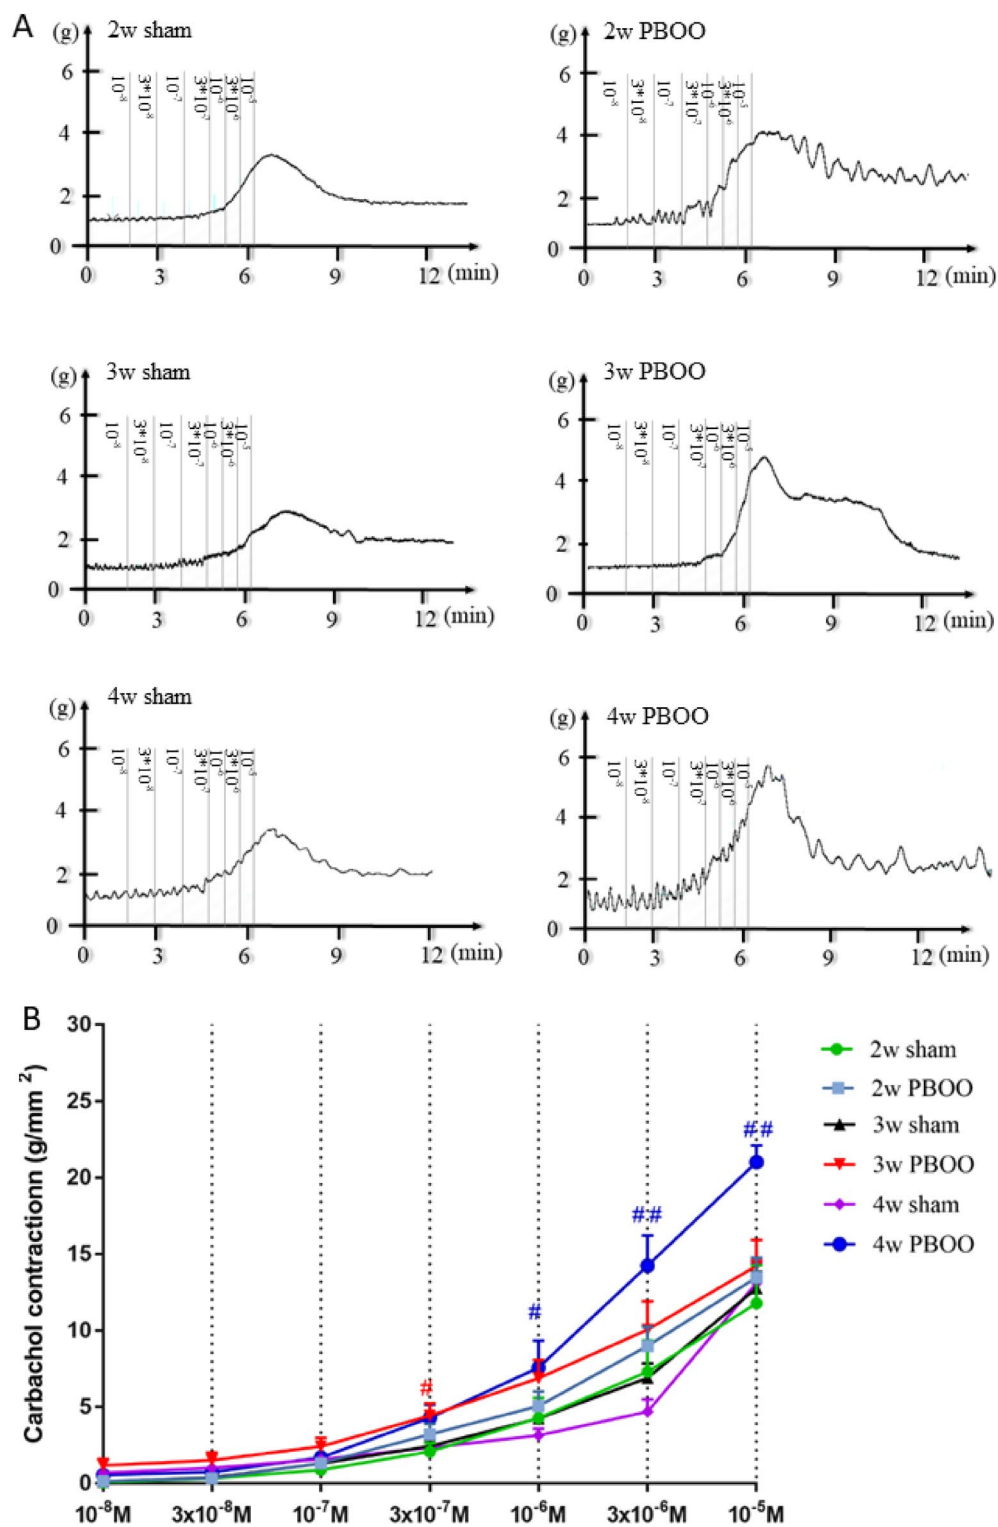 A
(g) 2w sham
6
4
2
0
10⁻⁸ 3*10⁻⁸ 10⁻⁷ 3*10⁻⁷ 10⁻⁶ 3*10⁻⁶ 10⁻⁵
0 3 6 9 12 (min)
(g) 2w PBOO
6
4
2
0
10⁻⁸ 3*10⁻⁸ 10⁻⁷ 3*10⁻⁷ 10⁻⁶ 3*10⁻⁶ 10⁻⁵
0 3 6 9 12 (min)
(g) 3w sham
6
4
2
0
10⁻⁸ 3*10⁻⁸ 10⁻⁷ 3*10⁻⁷ 10⁻⁶ 3*10⁻⁶ 10⁻⁵
0 3 6 9 12 (min)
(g) 3w PBOO
6
4
2
0
10⁻⁸ 3*10⁻⁸ 10⁻⁷ 3*10⁻⁷ 10⁻⁶ 3*10⁻⁶ 10⁻⁵
0 3 6 9 12 (min)
(g) 4w sham
6
4
2
0
10⁻⁸ 3*10⁻⁸ 10⁻⁷ 3*10⁻⁷ 10⁻⁶ 3*10⁻⁶ 10⁻⁵
0 3 6 9 12 (min)
(g) 4w PBOO
6
4
2
0
10⁻⁸ 3*10⁻⁸ 10⁻⁷ 3*10⁻⁷ 10⁻⁶ 3*10⁻⁶ 10⁻⁵
0 3 6 9 12 (min)
B
Carbachol contractionn (g/mm ²)
30
25
20
15
10
5
0
#
#
##
##
10⁻⁸M 3x10⁻⁸M 10⁻⁷M 3x10⁻⁷M 10⁻⁶M 3x10⁻⁶M 10⁻⁵M
2w sham
2w PBOO
3w sham
3w PBOO
4w sham
4w PBOO